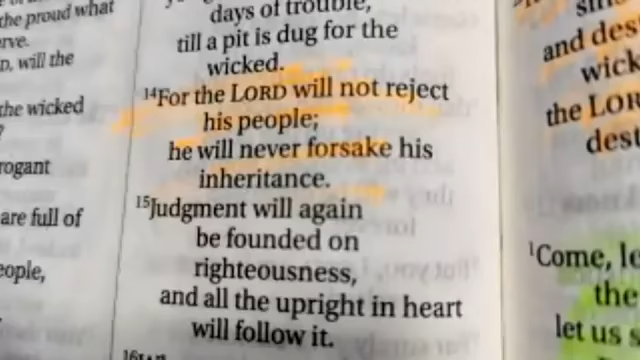 the proud what
rve.
D, will the
the wicked
?
rogant
are full of
eople,
days of trouble,
till a pit is dug for the
wicked.
14For the LORD will not reject
his people;
he will never forsake his
inheritance.
15Judgment will again
be founded on
righteousness,
and all the upright in heart
will follow it.
16
and des
wick
the LOR
dest
1Come, le
the
let us s